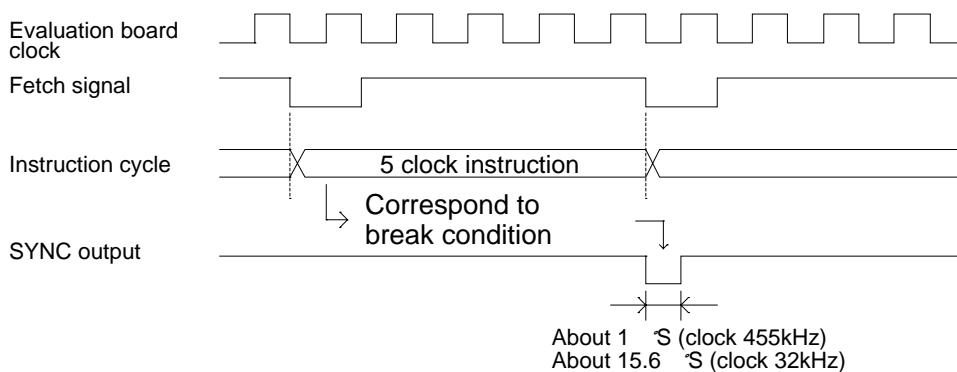 Evaluation board
clock
Fetch signal
Instruction cycle
5 clock instruction
Correspond to
break condition
SYNC output
About 1 °S (clock 455kHz)
About 15.6 °S (clock 32kHz)